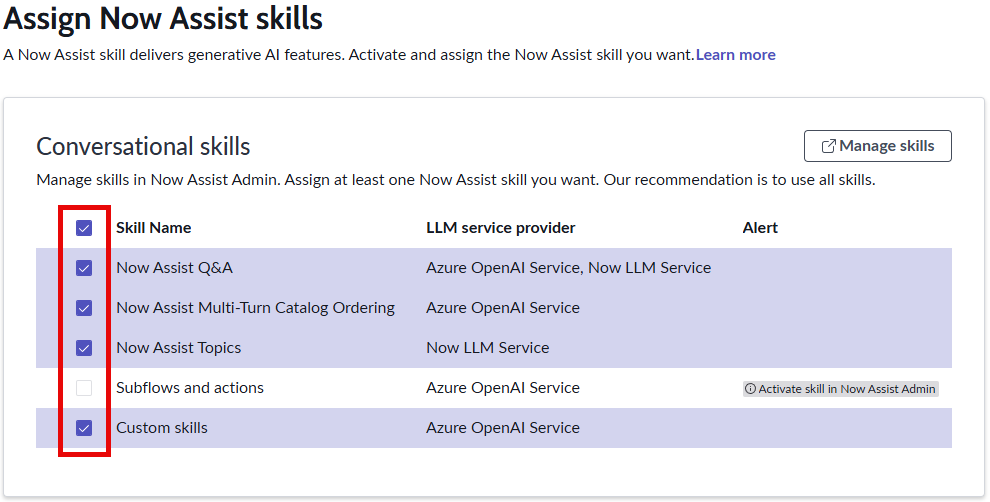 Assign Now Assist skills
A Now Assist skill delivers generative AI features. Activate and assign the Now Assist skill you want. Learn more
Conversational skills
Manage skills
Manage skills in Now Assist Admin. Assign at least one Now Assist skill you want. Our recommendation is to use all skills.
Skill Name LLM service provider Alert
Now Assist Q&A Azure OpenAI Service, Now LLM Service
Now Assist Multi-Turn Catalog Ordering Azure OpenAI Service
Now Assist Topics Now LLM Service
Subflows and actions Azure OpenAI Service Activate skill in Now Assist Admin
Custom skills Azure OpenAI Service